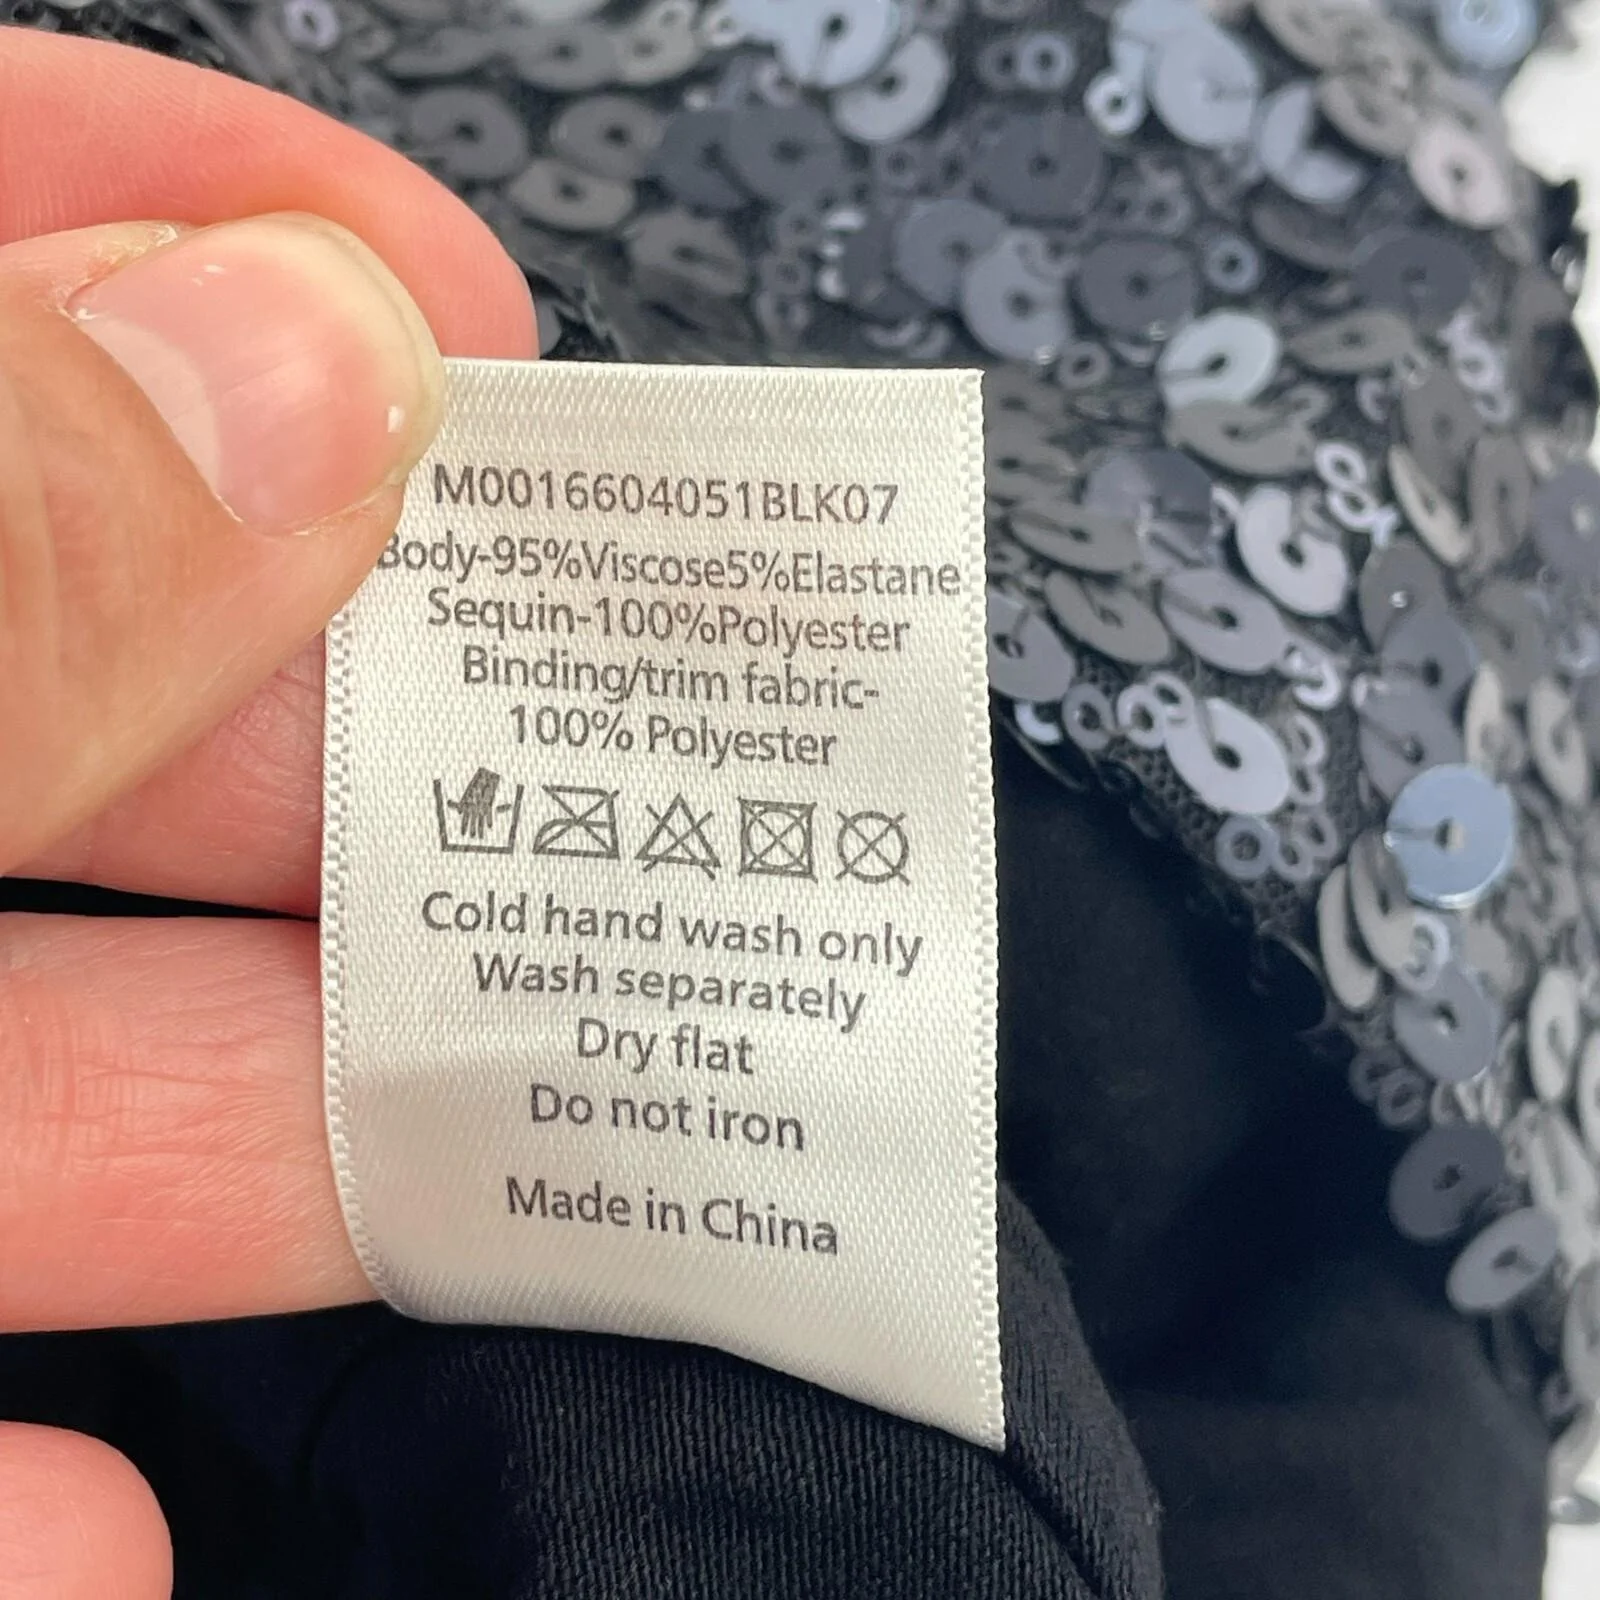 M0016604051BLK07
Body-95%Viscose5%Elastane
Sequin-100%Polyester
Binding/trim fabric-
100% Polyester
Cold hand wash only
Wash separately
Dry flat
Do not iron
Made in China